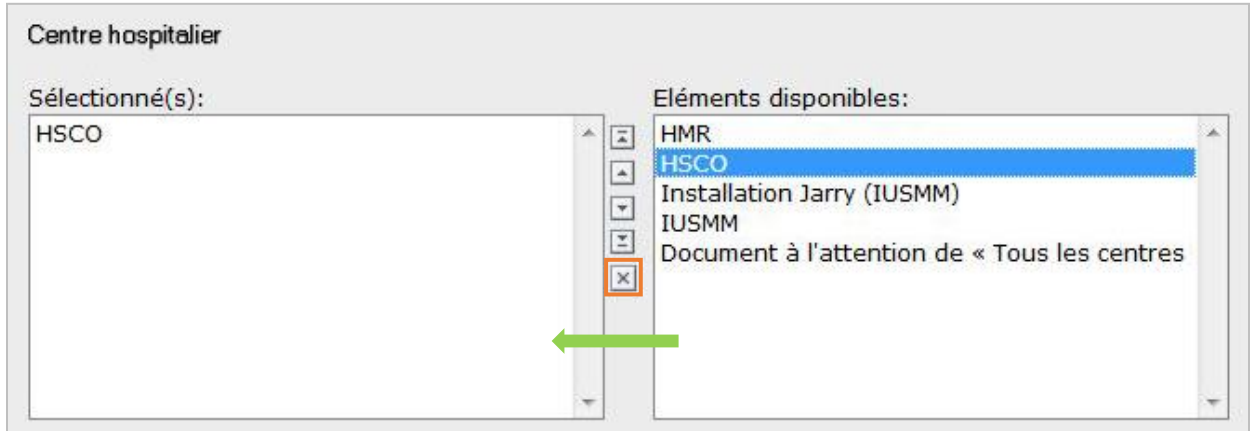 Centre hospitalier
Sélectionné(s):
HSCO
Eléments disponibles:
HMR
HSCO
Installation Jarry (IUSMM)
IUSMM
Document à l'attention de « Tous les centres